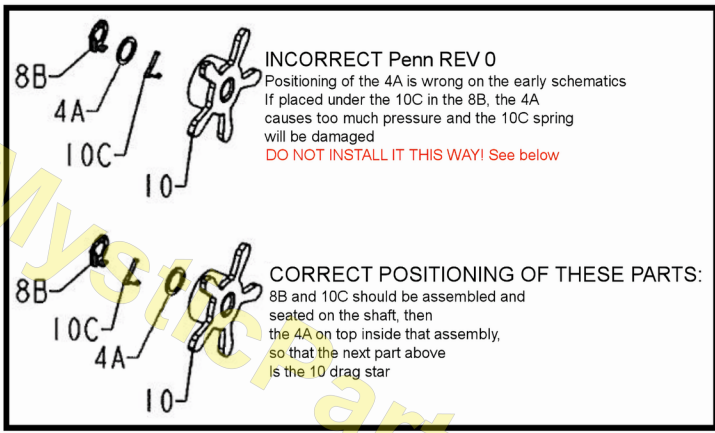 INCORRECT Penn REV 0
Positioning of the 4A is wrong on the early schematics
If placed under the 10C in the 8B, the 4A
causes too much pressure and the 10C spring
will be damaged
DO NOT INSTALL IT THIS WAY! See below
8B
4A
10C
10
CORRECT POSITIONING OF THESE PARTS:
8B and 10C should be assembled and
seated on the shaft, then
the 4A on top inside that assembly,
so that the next part above
Is the 10 drag star
8B
10C
4A
10
MysticPart